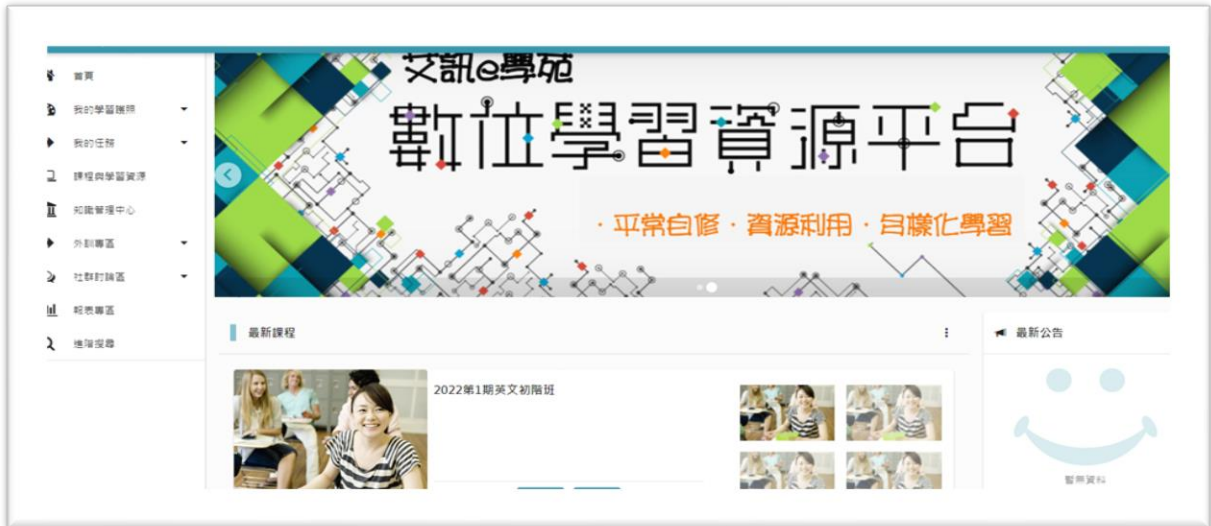 艾訊e學苑
數位學習資源平台
·平常自修·資源利用·多樣化學習
首頁
我的學習護照
我的任務
課程與學習資源
知識管理中心
外訓專區
社群討論區
報表專區
進階搜尋
最新課程
2022第1期英文初階班
最新公告
暫無資料